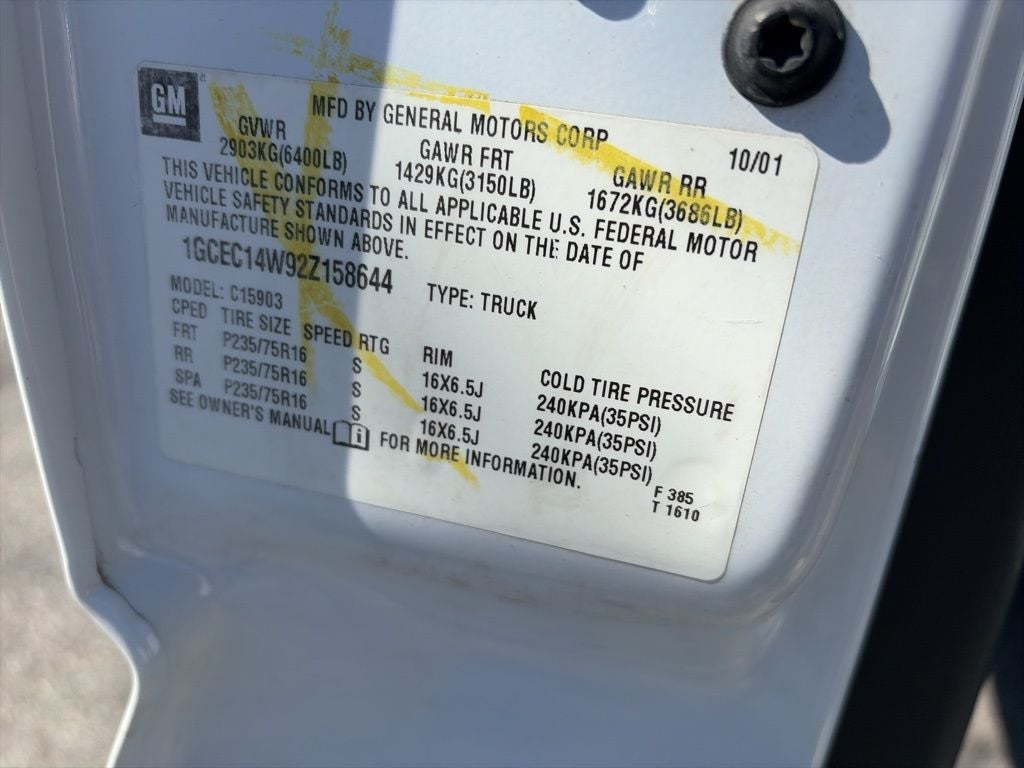 GM
MFD BY GENERAL MOTORS CORP 10/01
GVWR GAWR FRT GAWR RR
2903KG(6400LB) 1429KG(3150LB) 1672KG(3686LB)
THIS VEHICLE CONFORMS TO ALL APPLICABLE U.S. FEDERAL MOTOR
VEHICLE SAFETY STANDARDS IN EFFECT ON THE DATE OF
MANUFACTURE SHOWN ABOVE.
1GCEC14W92Z158644 TYPE: TRUCK
MODEL: C15903
CPED TIRE SIZE SPEED RTG RIM COLD TIRE PRESSURE
FRT P235/75R16 S 16X6.5J 240KPA(35PSI)
RR P235/75R16 S 16X6.5J 240KPA(35PSI)
SPA P235/75R16 S 16X6.5J 240KPA(35PSI)
SEE OWNER'S MANUAL i FOR MORE INFORMATION.
F 385
T 1610